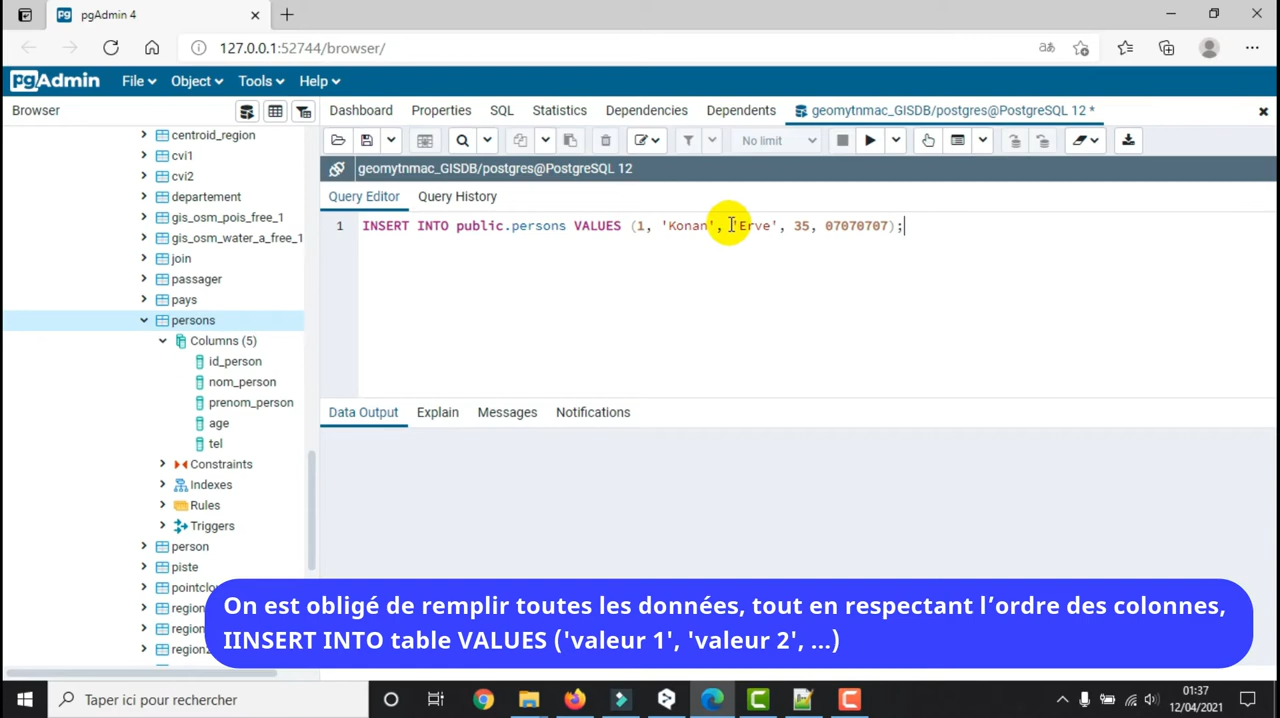 pgAdmin 4
127.0.0.1:52744/browser/
pgAdmin File Object Tools Help
Browser
Dashboard Properties SQL Statistics Dependencies Dependents geomytnmac_GISDB/postgres@PostgreSQL 12 *
No limit
geomytnmac_GISDB/postgres@PostgreSQL 12
Query Editor Query History
1 INSERT INTO public.persons VALUES (1, 'Konan', 'Erve', 35, 07070707);
centroid_region
cvi1
cvi2
departement
gis_osm_pois_free_1
gis_osm_water_a_free_1
join
passager
pays
persons
Columns (5)
id_person
nom_person
prenom_person
age
tel
Constraints
Indexes
Rules
Triggers
person
piste
pointclo
region
region
region
Data Output Explain Messages Notifications
On est obligé de remplir toutes les données, tout en respectant l’ordre des colonnes,
IINSERT INTO table VALUES ('valeur 1', 'valeur 2', ...)
Taper ici pour rechercher
01:37
12/04/2021